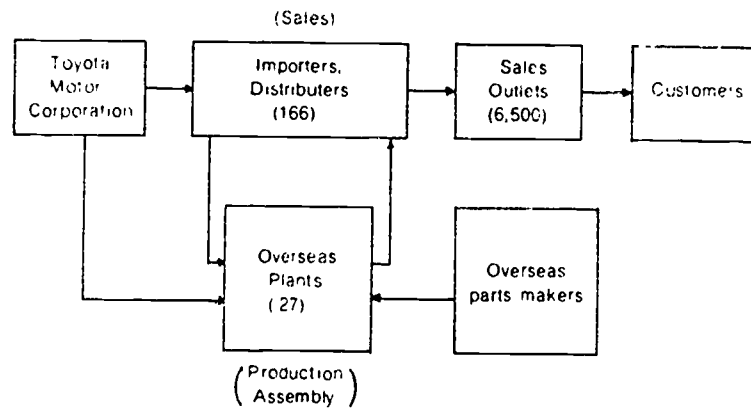 (Sales)
Toyota
Motor
Corporation
Importers,
Distributers
(166)
Sales
Outlets
(6,500)
Customers
Overseas
Plants
(27)
Overseas
parts makers
(Production
Assembly)